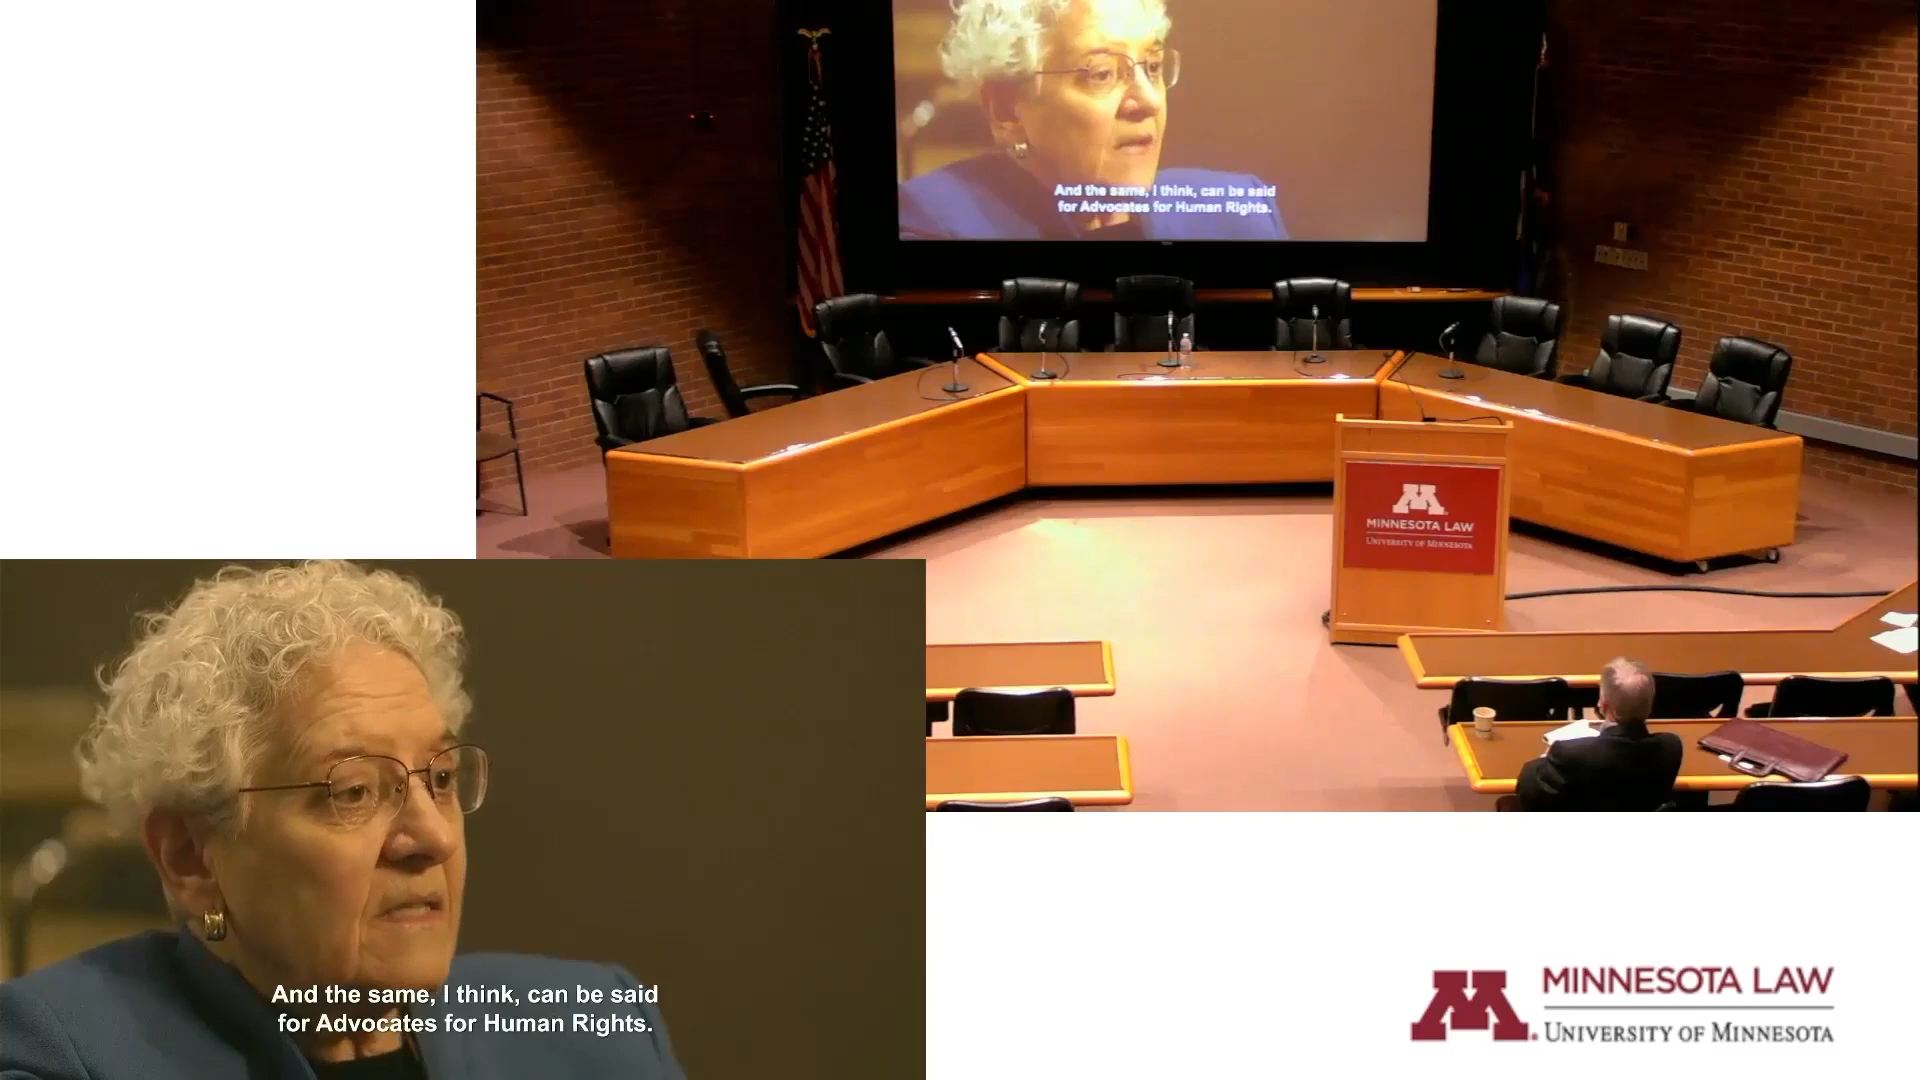 And the same, I think, can be said
for Advocates for Human Rights.
M
MINNESOTA LAW
UNIVERSITY OF MINNESOTA
And the same, I think, can be said
for Advocates for Human Rights.
M
MINNESOTA LAW
UNIVERSITY OF MINNESOTA